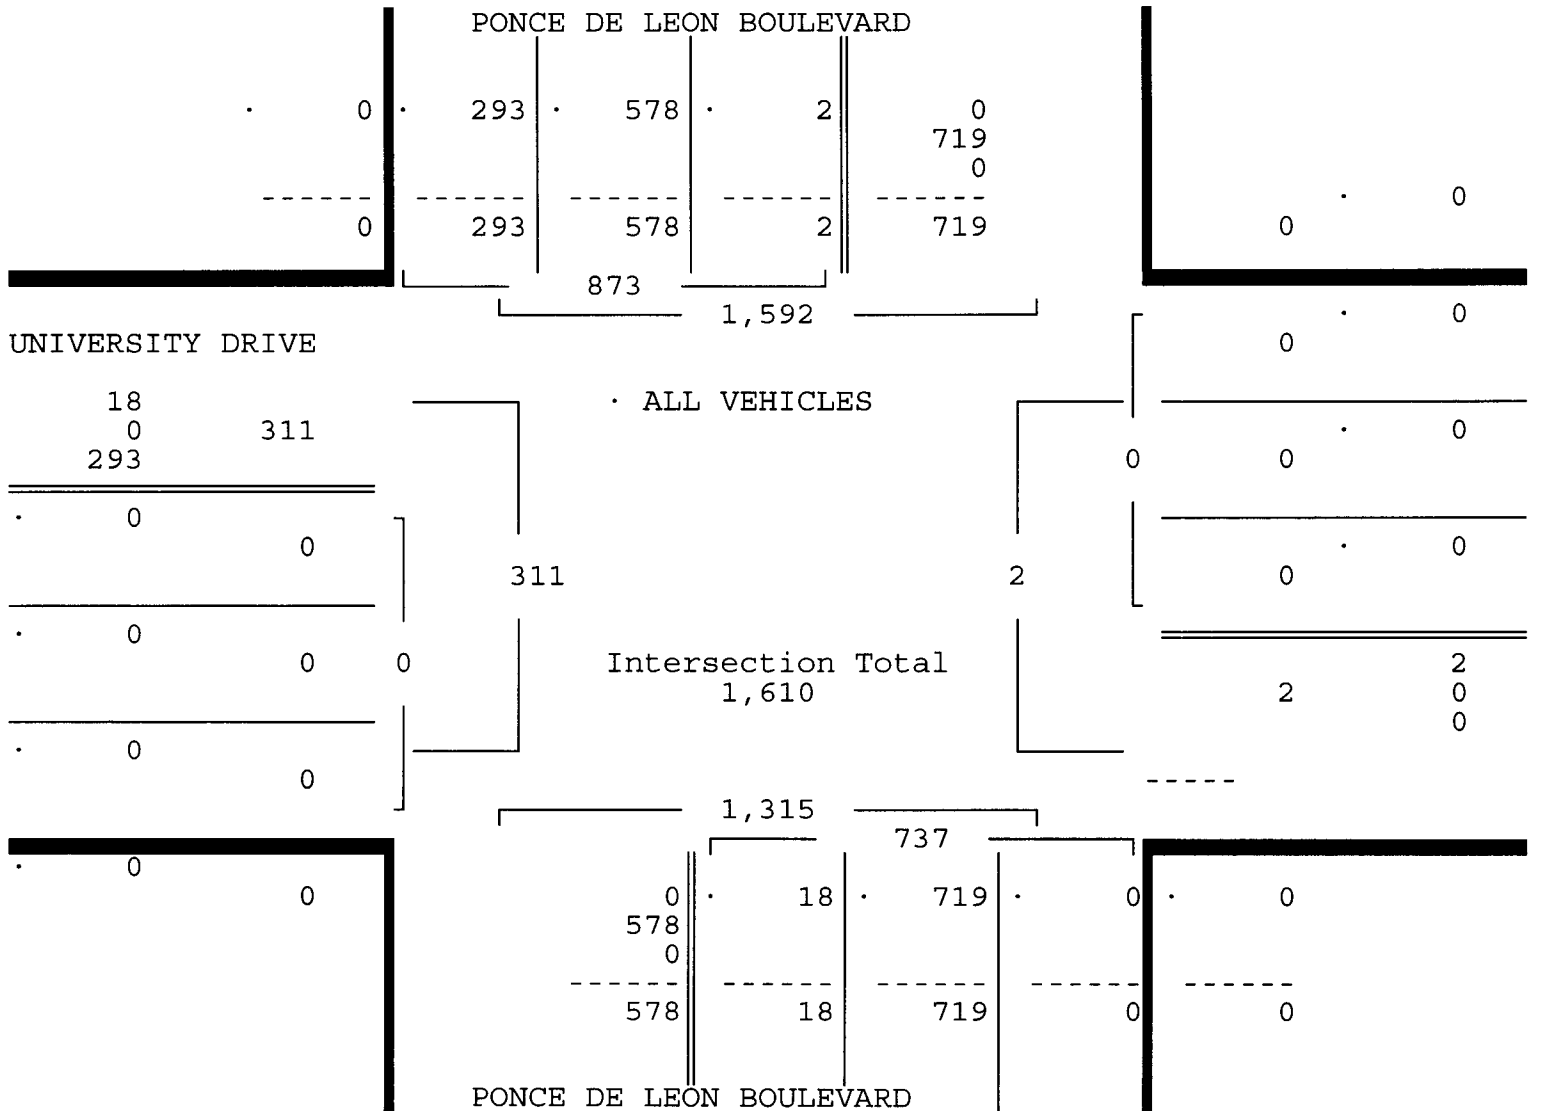 PONCE DE LEON BOULEVARD
· 0 · 293 · 578 · 2 0
719
0
· 0
0 293 578 2 719 0
873
· 0
1,592
UNIVERSITY DRIVE 0
18 · ALL VEHICLES
0 311 · 0
293 0 0
· 0
0 · 0
311 2 0
· 0
0 0 Intersection Total 2
1,610 2 0
0
· 0
0
1,315
737
· 0
0 0 · 18 · 719 · 0 · 0
578
0
578 18 719 0 0
PONCE DE LEON BOULEVARD